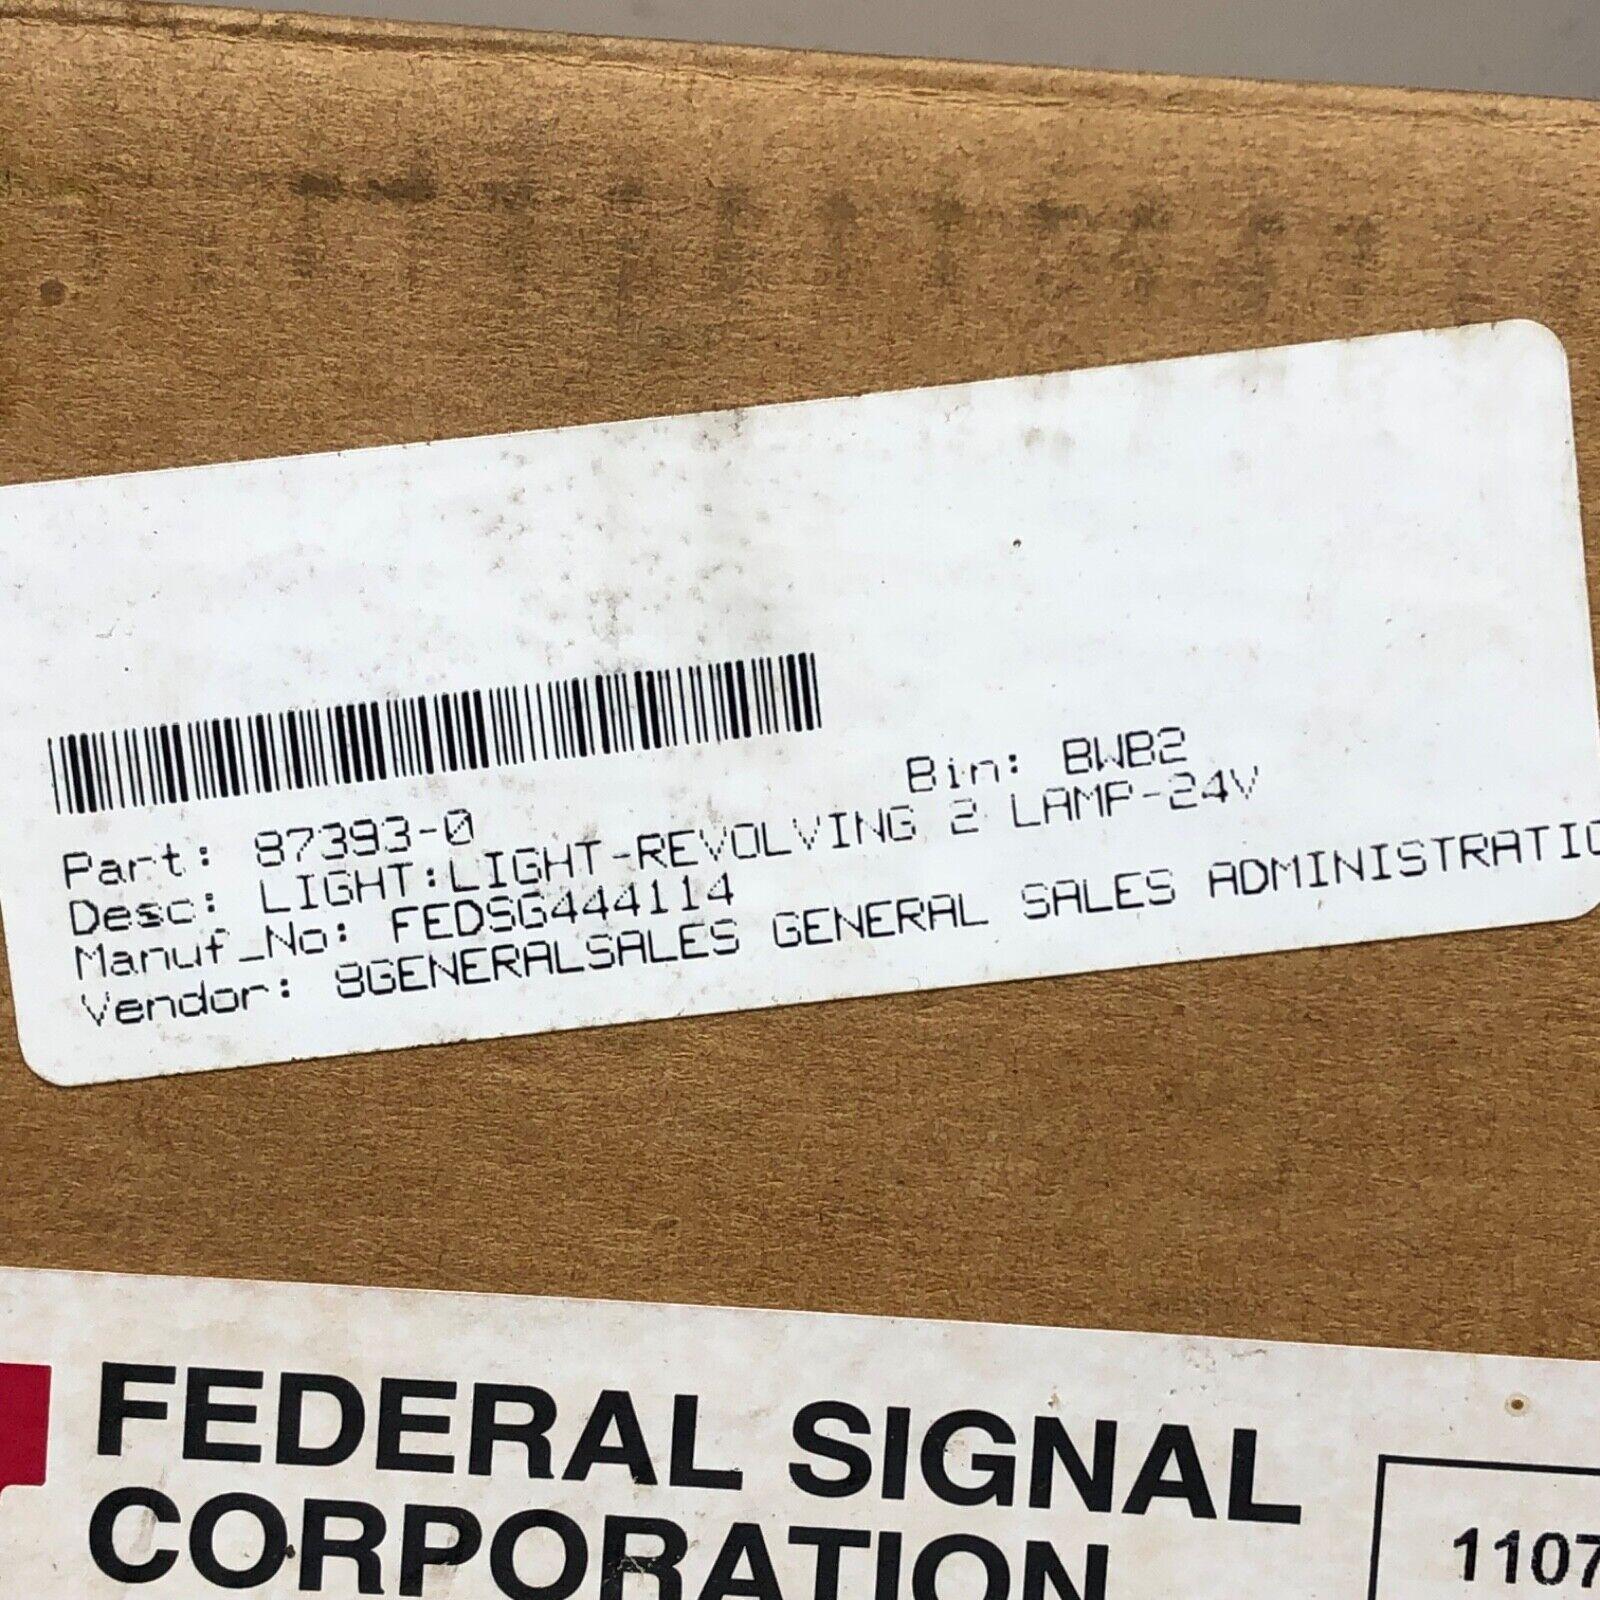 Bin: BWB2
Part: 87393-0
Desc: LIGHT:LIGHT-REVOLVING 2 LAMP-24V
Manuf_No: FEDSG444114
Vendor: 8GENERALSALES GENERAL SALES ADMINISTRATIO
FEDERAL SIGNAL
CORPORATION
1107